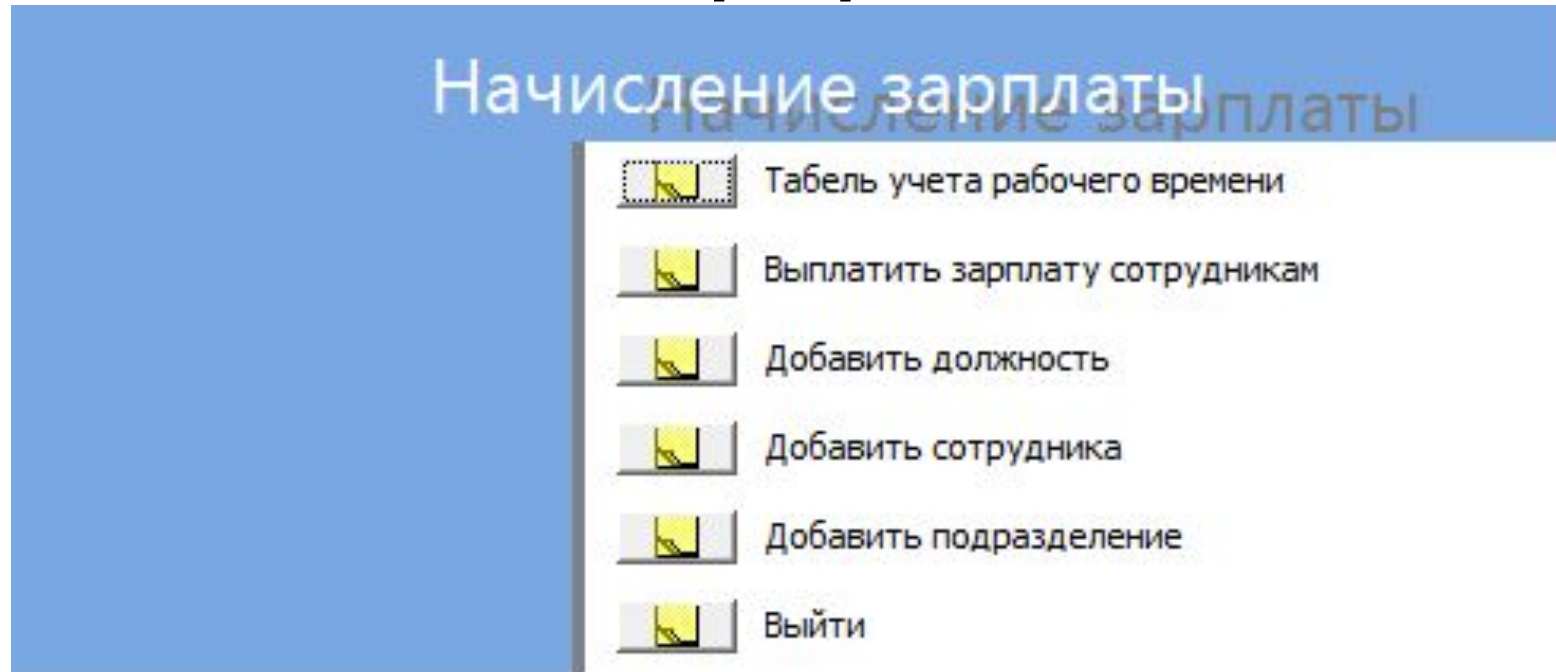 Начисление зарплаты
Табель учета рабочего времени
Выплатить зарплату сотрудникам
Добавить должность
Добавить сотрудника
Добавить подразделение
Выйти